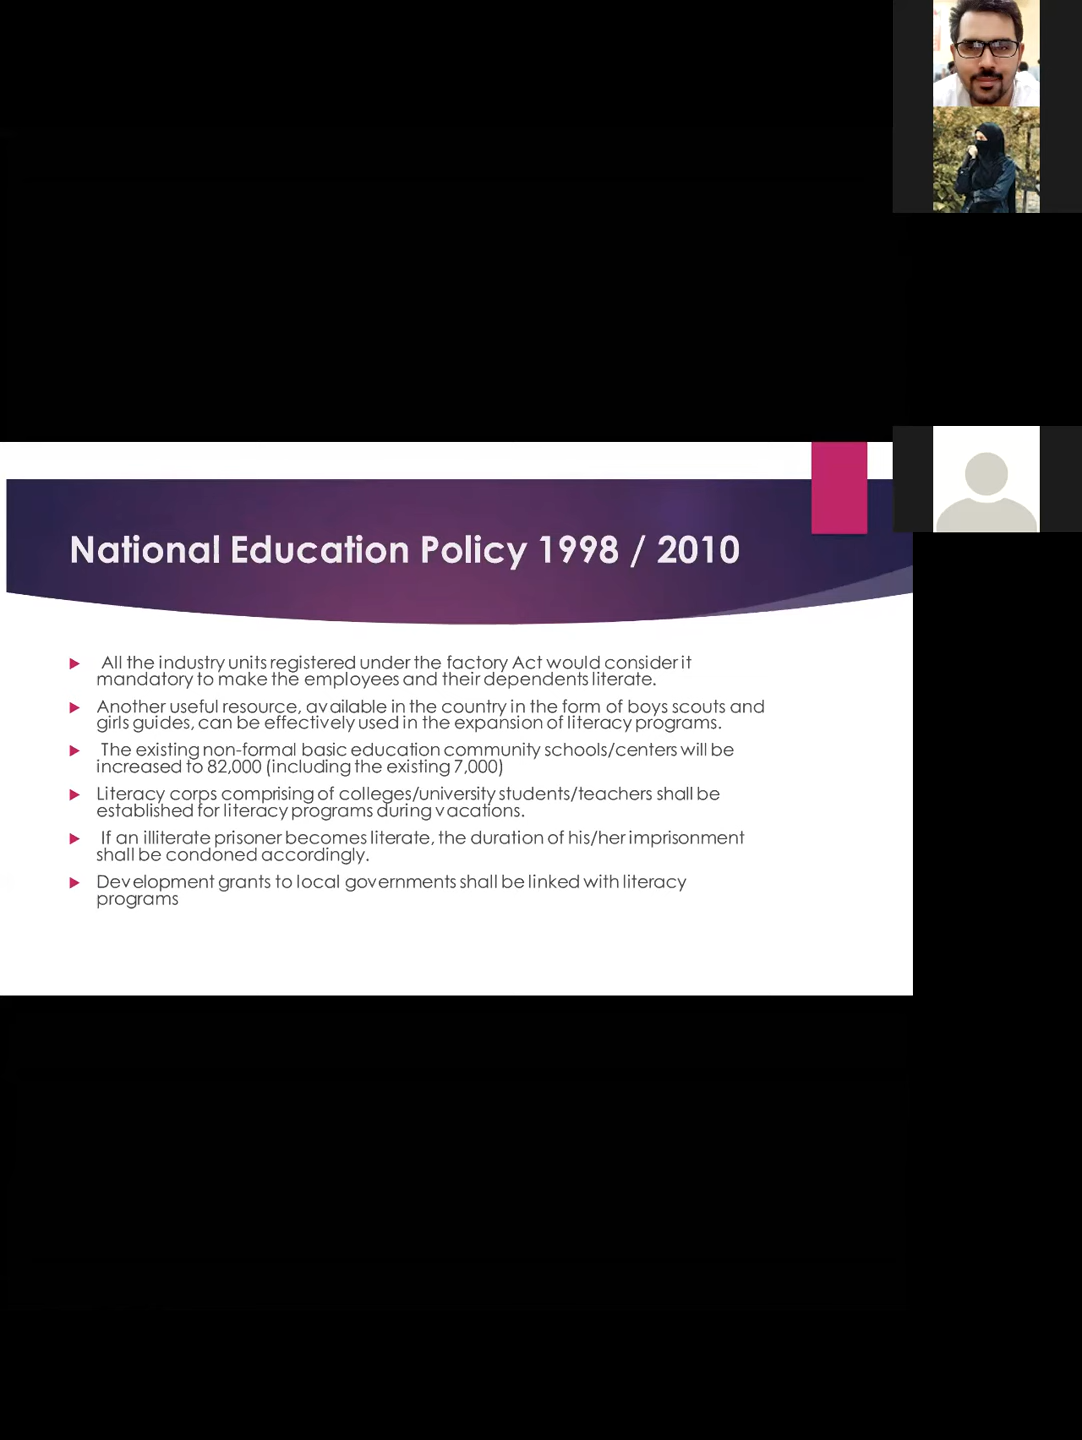 National Education Policy 1998 / 2010
All the industry units registered under the factory Act would consider it
mandatory to make the employees and their dependents literate.
Another useful resource, available in the country in the form of boys scouts and
girls guides, can be effectively used in the expansion of literacy programs.
The existing non-formal basic education community schools/centers will be
increased to 82,000 (including the existing 7,000)
Literacy corps comprising of colleges/university students/teachers shall be
established for literacy programs during vacations.
If an illiterate prisoner becomes literate, the duration of his/her imprisonment
shall be condoned accordingly.
Development grants to local governments shall be linked with literacy
programs